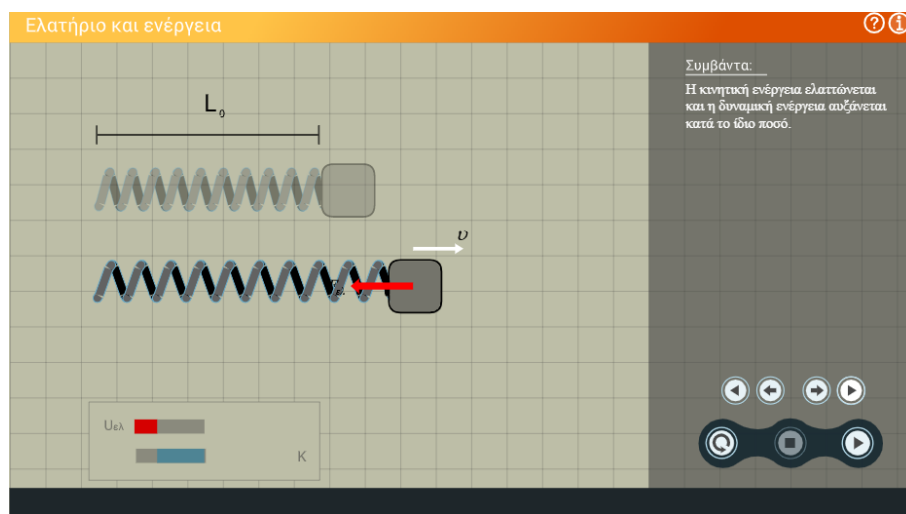 Ελατήριο και ενέργεια
?
i
Συμβάντα:
Η κινητική ενέργεια ελαττώνεται
και η δυναμική ενέργεια αυξάνεται
κατά το ίδιο ποσό.
L₀
υ
Uελ
K